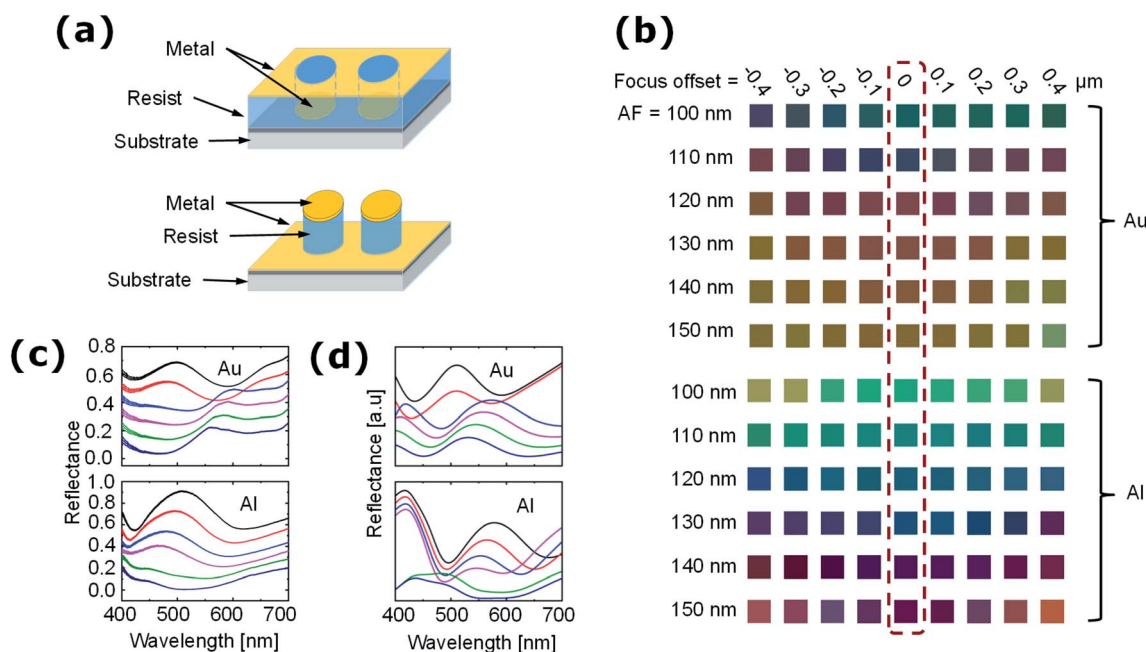 (a)
Metal
Resist
Substrate
Metal
Resist
Substrate
(b)
Focus offset = -0.4 -0.3 -0.2 -0.1 0 0.1 0.2 0.3 0.4 μm
AF = 100 nm
110 nm
120 nm
130 nm
140 nm
150 nm
Au
100 nm
110 nm
120 nm
130 nm
140 nm
150 nm
Al
(c)
0.8
0.6
0.4
0.2
0.0
Au
1.0
0.8
0.6
0.4
0.2
0.0
Al
Reflectance
400 500 600 700
Wavelength [nm]
(d)
Au
Al
Reflectance [a.u]
400 500 600 700
Wavelength [nm]